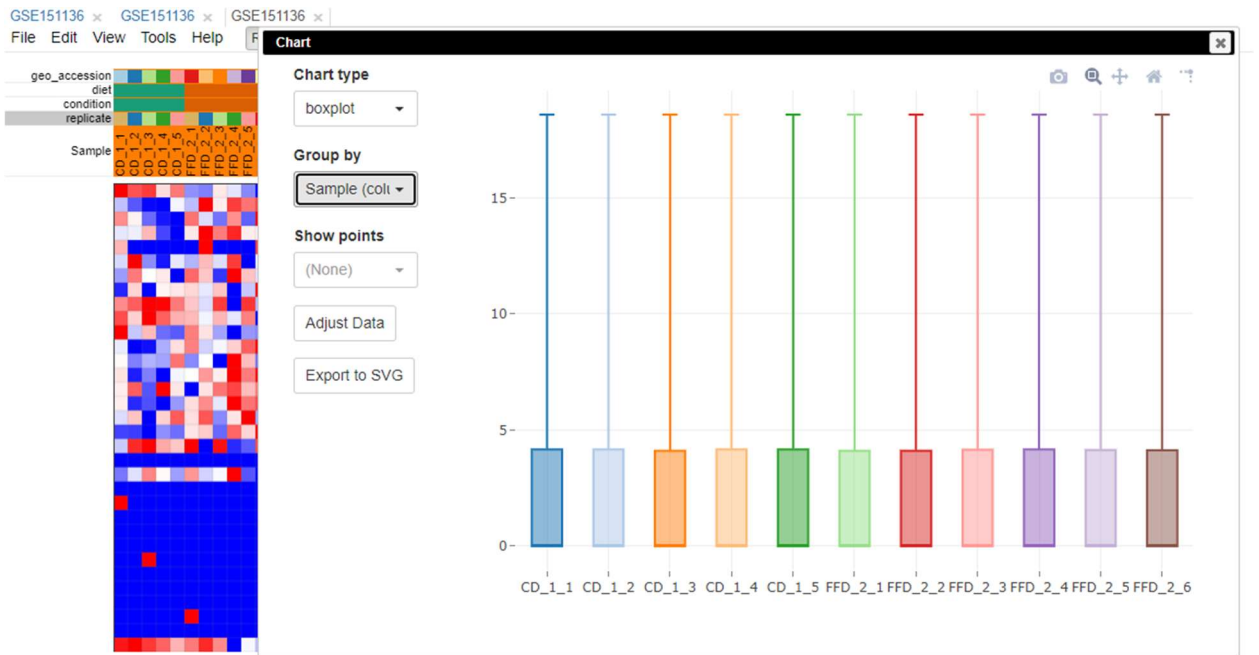 GSE151136 × GSE151136 × GSE151136 ×
File Edit View Tools Help
Chart
geo_accession
diet
condition
replicate
Sample
CD_1_1 CD_1_2 CD_1_3 CD_1_4 CD_1_5 FFD_2_1 FFD_2_2 FFD_2_3 FFD_2_4 FFD_2_5
Chart type
boxplot
Group by
Sample (colu
Show points
(None)
Adjust Data
Export to SVG
15
10
5
0
CD_1_1 CD_1_2 CD_1_3 CD_1_4 CD_1_5 FFD_2_1 FFD_2_2 FFD_2_3 FFD_2_4 FFD_2_5 FFD_2_6